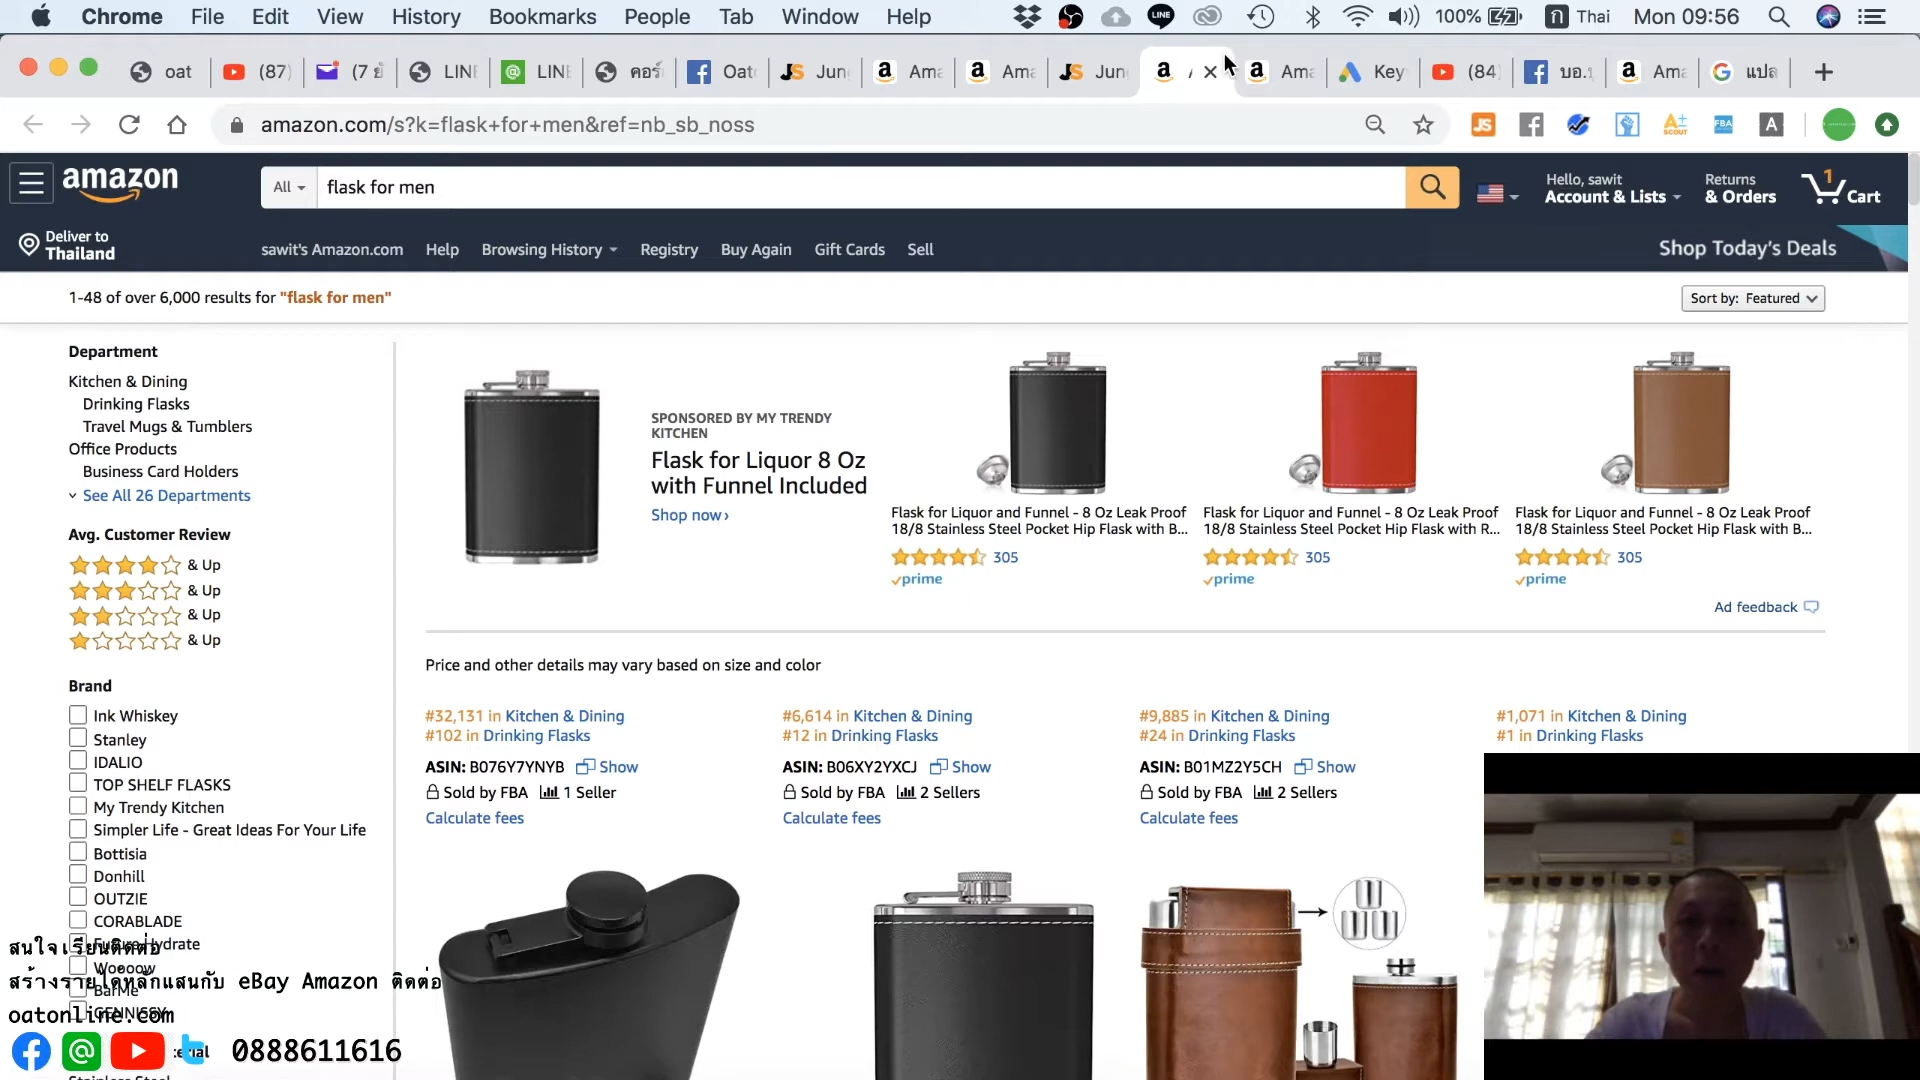 Chrome File Edit View History Bookmarks People Tab Window Help LINE 100% ก Thai Mon 09:56
oat (87) (7 ยั LINE LINE คอร์ Oat Jun Ama Ama Jun Ama Key (84) บอ. Ama แปล
amazon.com/s?k=flask+for+men&ref=nb_sb_noss JS A+ SCOUT FBA A
amazon All flask for men Hello, sawit Returns 1
Account & Lists & Orders Cart
Deliver to
Thailand sawit's Amazon.com Help Browsing History Registry Buy Again Gift Cards Sell Shop Today's Deals
1-48 of over 6,000 results for "flask for men" Sort by: Featured
Department
Kitchen & Dining
Drinking Flasks
Travel Mugs & Tumblers
Office Products
Business Card Holders
See All 26 Departments
Avg. Customer Review
& Up
& Up
& Up
& Up
Brand
Ink Whiskey
Stanley
IDALIO
TOP SHELF FLASKS
My Trendy Kitchen
Simpler Life - Great Ideas For Your Life
Bottisia
Donhill
OUTZIE
CORABLADE
Future Hydrate
Woeoow
BarMe
GENNISSY
Stainless Steel
SPONSORED BY MY TRENDY
KITCHEN
Flask for Liquor 8 Oz
with Funnel Included
Shop now›
Flask for Liquor and Funnel - 8 Oz Leak Proof
18/8 Stainless Steel Pocket Hip Flask with B...
305
prime
Flask for Liquor and Funnel - 8 Oz Leak Proof
18/8 Stainless Steel Pocket Hip Flask with R...
305
prime
Flask for Liquor and Funnel - 8 Oz Leak Proof
18/8 Stainless Steel Pocket Hip Flask with B...
305
prime
Ad feedback
Price and other details may vary based on size and color
#32,131 in Kitchen & Dining
#102 in Drinking Flasks
ASIN: B076Y7YNYB Show
Sold by FBA 1 Seller
Calculate fees
#6,614 in Kitchen & Dining
#12 in Drinking Flasks
ASIN: B06XY2YXCJ Show
Sold by FBA 2 Sellers
Calculate fees
#9,885 in Kitchen & Dining
#24 in Drinking Flasks
ASIN: B01MZ2Y5CH Show
Sold by FBA 2 Sellers
Calculate fees
#1,071 in Kitchen & Dining
#1 in Drinking Flasks
สนใจเรียนติดต่อ
สร้างรายได้หลักแสนกับ eBay Amazon ติดต่อ
oatonline.com
0888611616